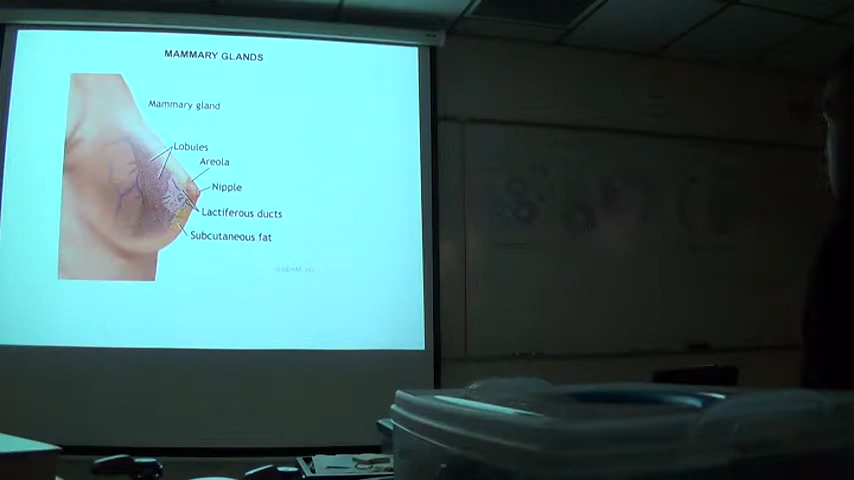 MAMMARY GLANDS
Mammary gland
Lobules
Areola
Nipple
Lactiferous ducts
Subcutaneous fat